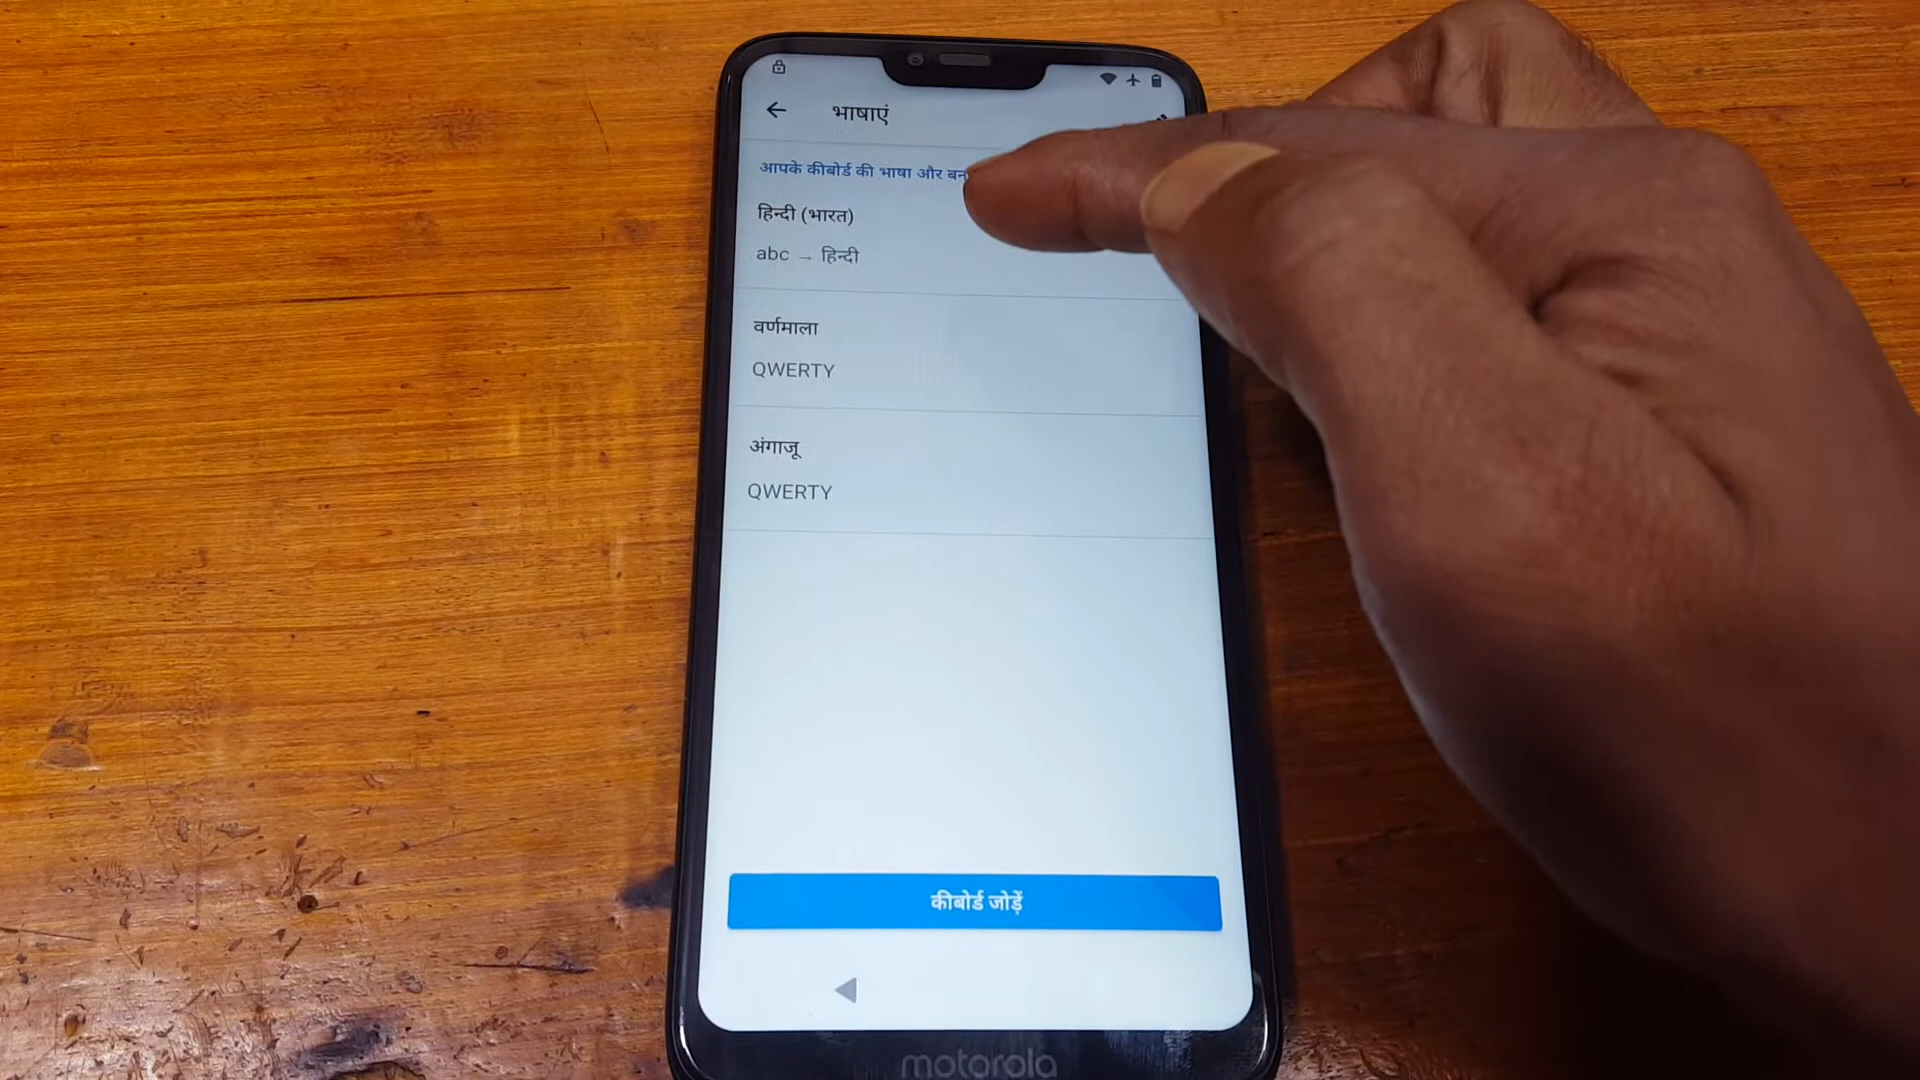 भाषाएं
आपके कीबोर्ड की भाषा और
हिन्दी (भारत)
abc → हिन्दी
वर्णमाला
QWERTY
अंगाजू
QWERTY
कीबोर्ड जोड़ें
motorola